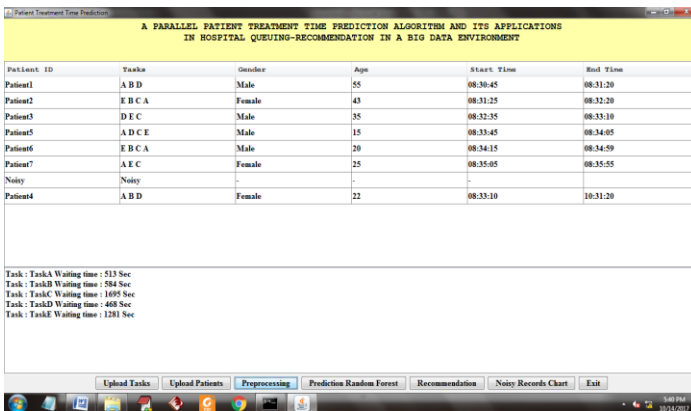 Patient Treatment Time Prediction
A PARALLEL PATIENT TREATMENT TIME PREDICTION ALGORITHM AND ITS APPLICATIONS
IN HOSPITAL QUEUING-RECOMMENDATION IN A BIG DATA ENVIRONMENT
Patient ID Tasks Gender Age Start Time End Time
Patient1 A B D Male 55 08:30:45 08:31:20
Patient2 E B C A Female 43 08:31:25 08:32:20
Patient3 D E C Male 35 08:32:35 08:33:10
Patient5 A D C E Male 15 08:33:45 08:34:05
Patient6 E B C A Male 20 08:34:15 08:34:59
Patient7 A E C Female 25 08:35:05 08:35:55
Noisy Noisy - - -
Patient4 A B D Female 22 08:33:10 10:31:20
Task : TaskA Waiting time : 513 Sec
Task : TaskB Waiting time : 584 Sec
Task : TaskC Waiting time : 1695 Sec
Task : TaskD Waiting time : 468 Sec
Task : TaskE Waiting time : 1281 Sec
Upload Tasks Upload Patients Preprocessing Prediction Random Forest Recommendation Noisy Records Chart Exit
5:40 PM
10/14/2017